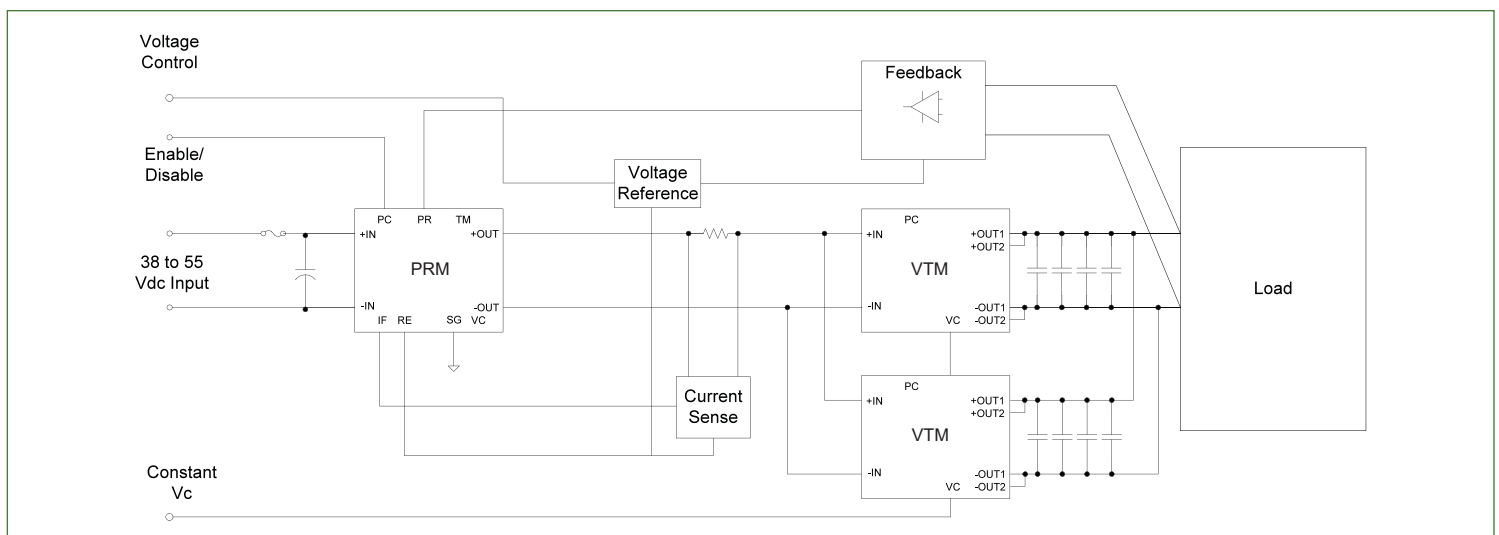 Voltage
Control
Feedback
Enable/
Disable
Voltage
Reference
PC PR TM
+IN +OUT
38 to 55
Vdc Input
PRM
-IN -OUT
IF RE SG VC
PC
+IN +OUT1
+OUT2
VTM
-IN -OUT1
VC -OUT2
Load
Current
Sense
PC
+IN +OUT1
+OUT2
VTM
-IN -OUT1
VC -OUT2
Constant
Vc